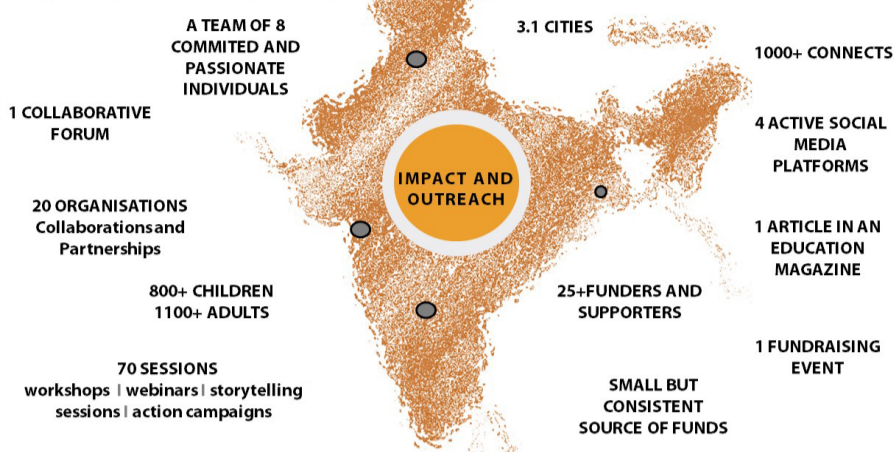 A TEAM OF 8
COMMITED AND
PASSIONATE
INDIVIDUALS
3.1 CITIES
1000+ CONNECTS
1 COLLABORATIVE
FORUM
4 ACTIVE SOCIAL
MEDIA
PLATFORMS
IMPACT AND
OUTREACH
20 ORGANISATIONS
Collaborations and
Partnerships
1 ARTICLE IN AN
EDUCATION
MAGAZINE
800+ CHILDREN
1100+ ADULTS
25+FUNDERS AND
SUPPORTERS
1 FUNDRAISING
EVENT
70 SESSIONS
workshops | webinars | storytelling
sessions | action campaigns
SMALL BUT
CONSISTENT
SOURCE OF FUNDS